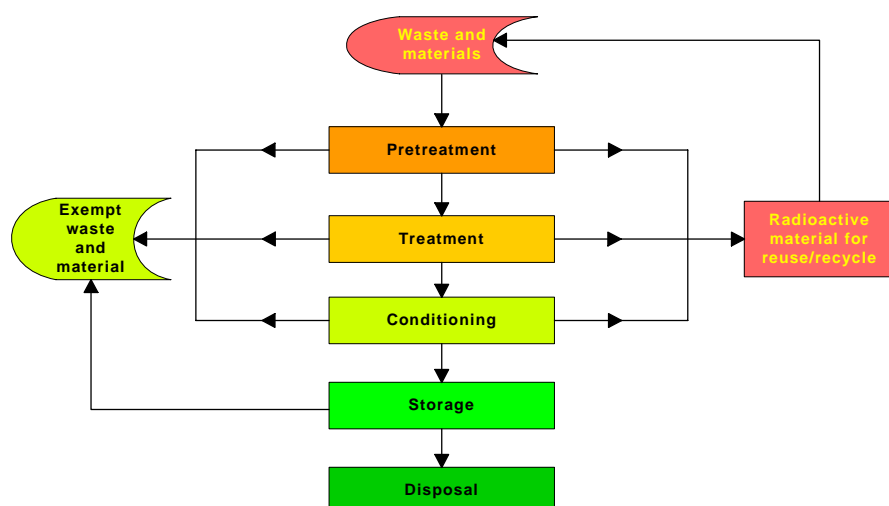 Waste and
materials
Pretreatment
Exempt
waste
and
material
Treatment
Radioactive
material for
reuse/recycle
Conditioning
Storage
Disposal